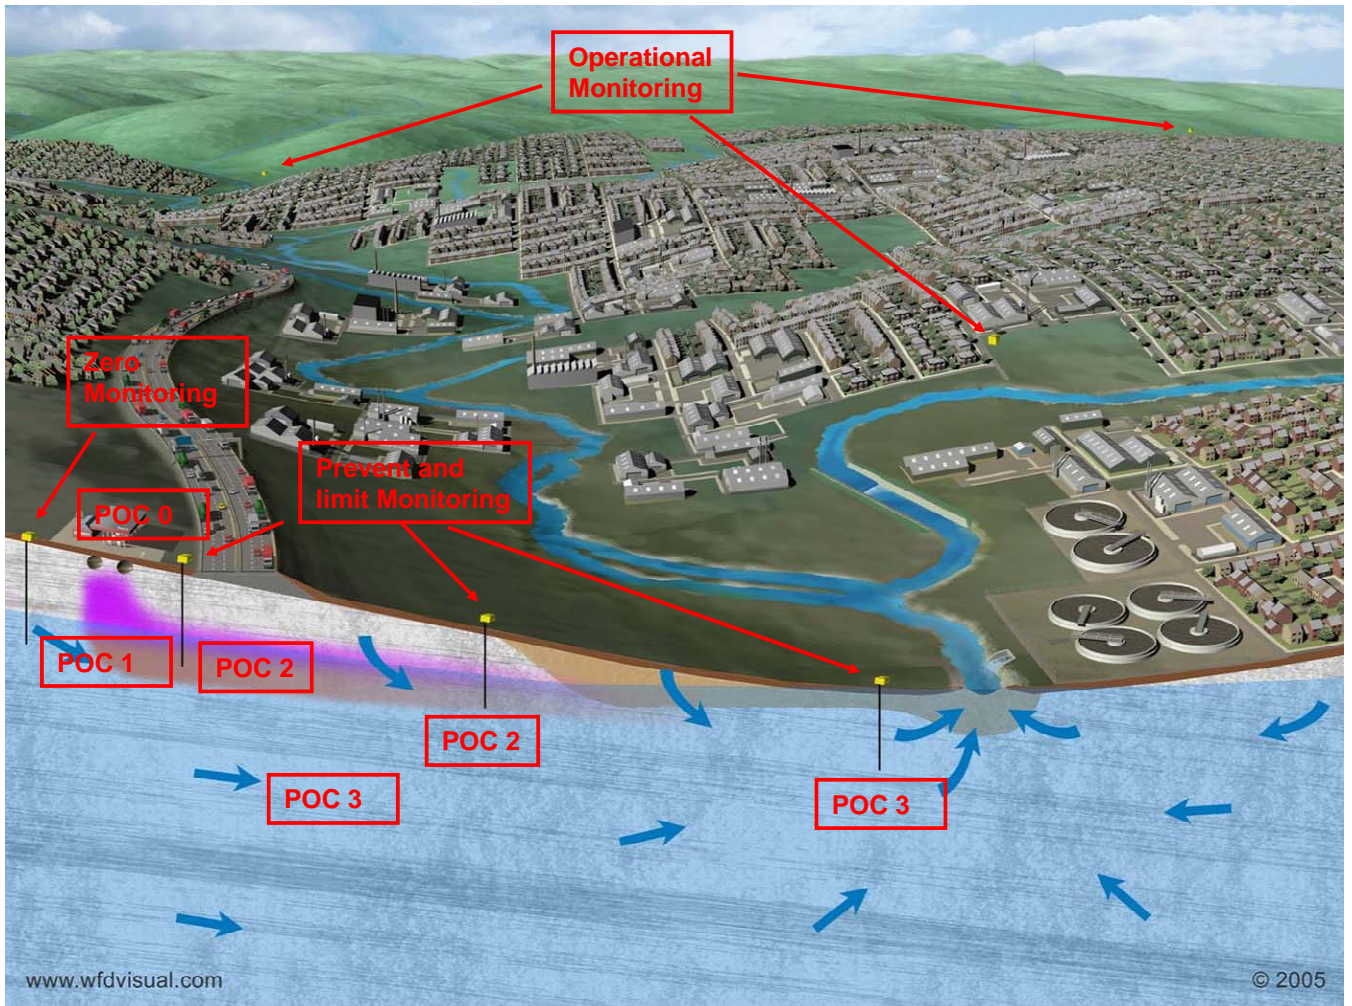 Operational
Monitoring
Zero
Monitoring
Prevent and
limit Monitoring
POC 0
POC 1
POC 2
POC 2
POC 3
POC 3
www.wfdvisual.com
© 2005